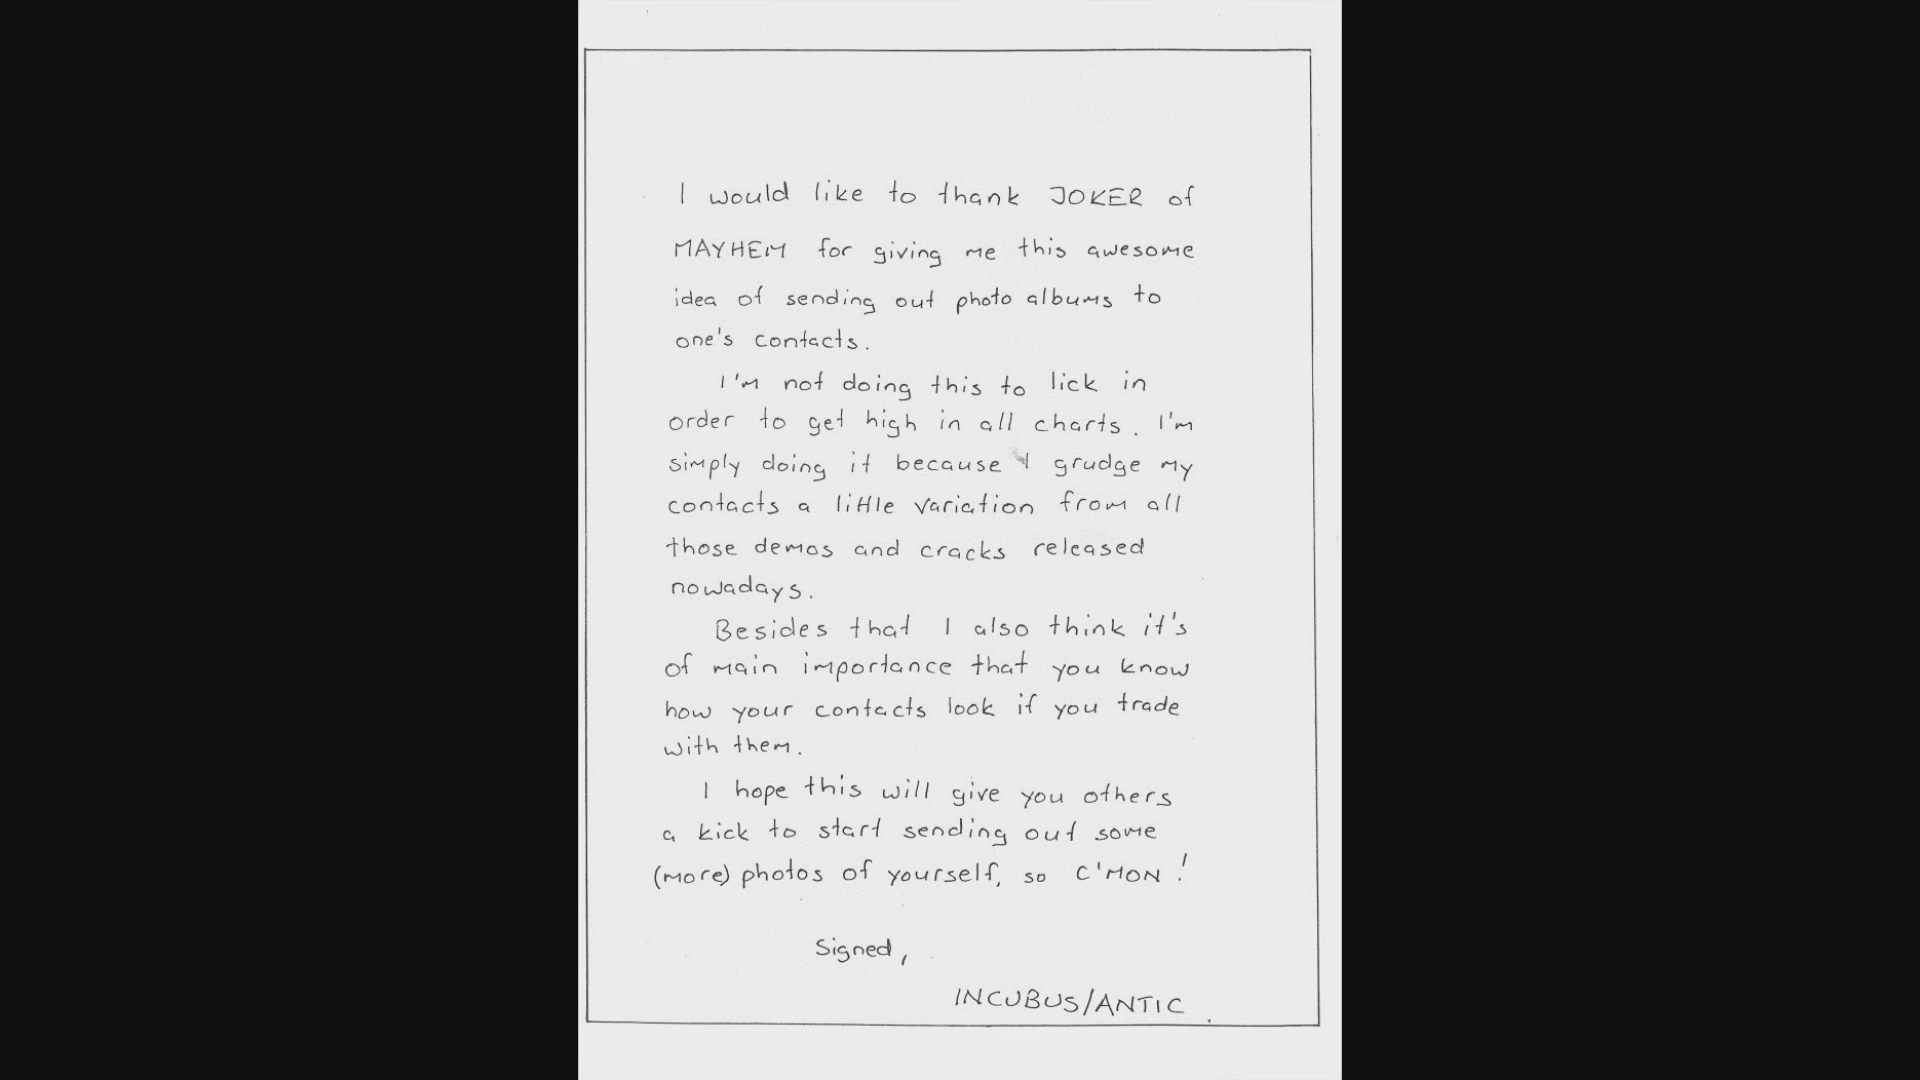 I would like to thank JOKER of
MAYHEM for giving me this awesome
idea of sending out photo albums to
one's contacts.
I'm not doing this to lick in
order to get high in all charts. I'm
simply doing it because I grudge my
contacts a little variation from all
those demos and cracks released
nowadays.
Besides that I also think it's
of main importance that you know
how your contacts look if you trade
with them.
I hope this will give you others
a kick to start sending out some
(more) photos of yourself, so C'MON!
Signed,
INCUBUS/ANTIC.